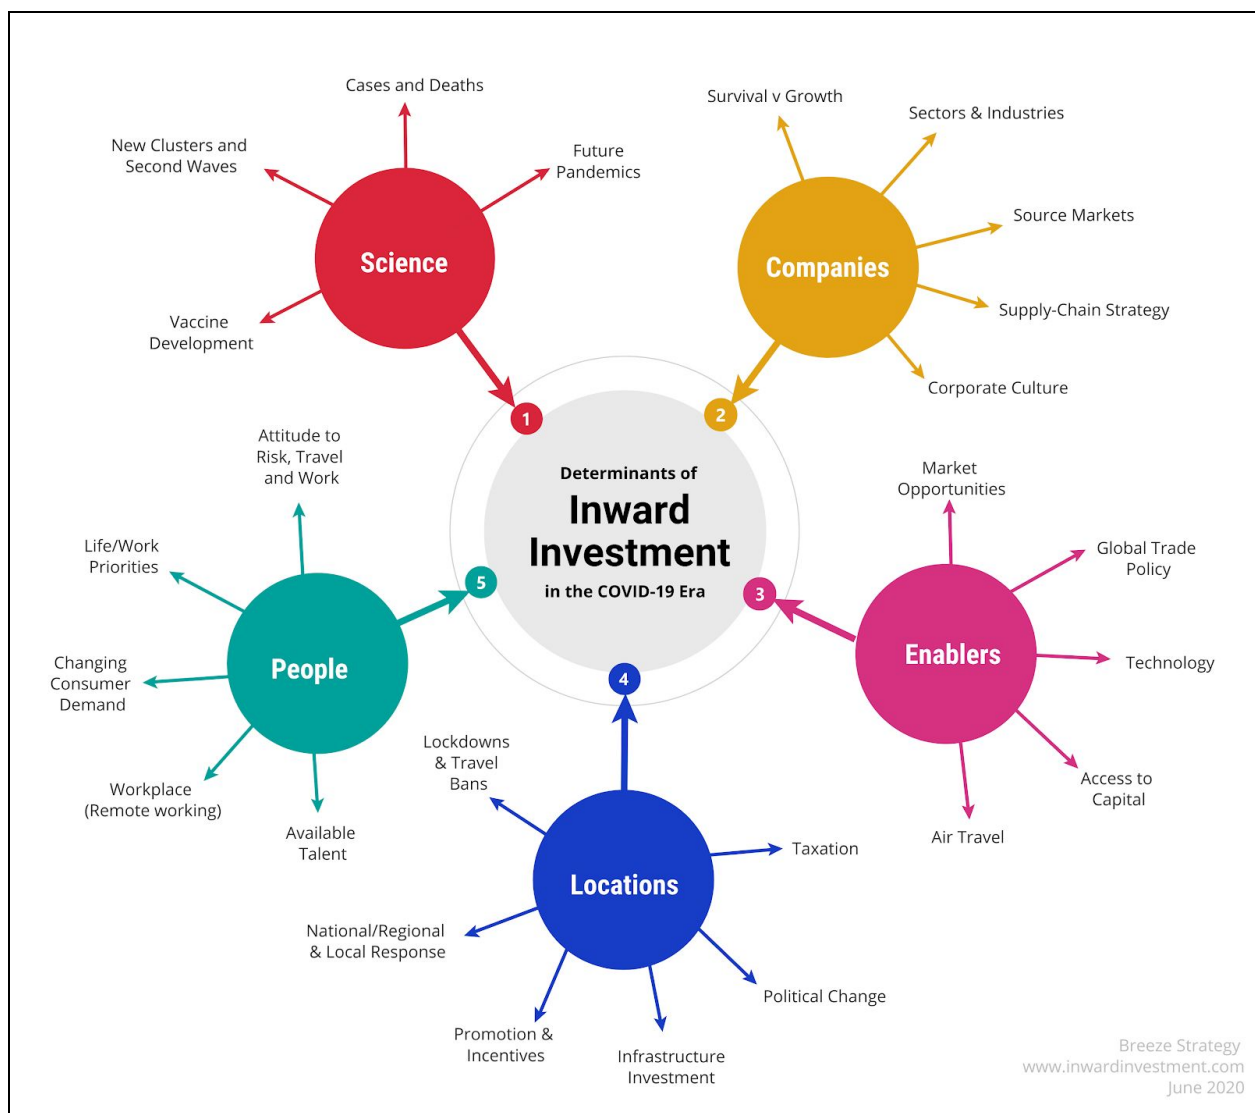 Cases and Deaths
New Clusters and
Second Waves
Future
Pandemics
Science
Vaccine
Development
1
Survival v Growth
Sectors & Industries
Source Markets
Companies
Supply-Chain Strategy
Corporate Culture
2
Determinants of
Inward
Investment
in the COVID-19 Era
Market
Opportunities
Global Trade
Policy
Enablers
Technology
Access to
Capital
Air Travel
3
Lockdowns
& Travel
Bans
Taxation
Locations
National/Regional
& Local Response
Political Change
Promotion &
Incentives
Infrastructure
Investment
4
Attitude to
Risk, Travel
and Work
Life/Work
Priorities
People
Changing
Consumer
Demand
Workplace
(Remote working)
Available
Talent
5
Breeze Strategy
www.inwardinvestment.com
June 2020